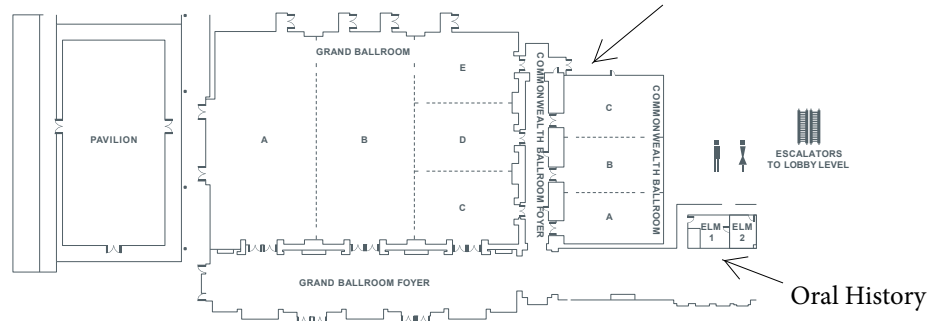 GRAND BALLROOM
E
COMMONWEALTH BALLROOM FOYER
C
COMMONWEALTH BALLROOM
PAVILION
A
B
D
B
ESCALATORS
TO LOBBY LEVEL
C
A
ELM
1
ELM
2
GRAND BALLROOM FOYER
Oral History